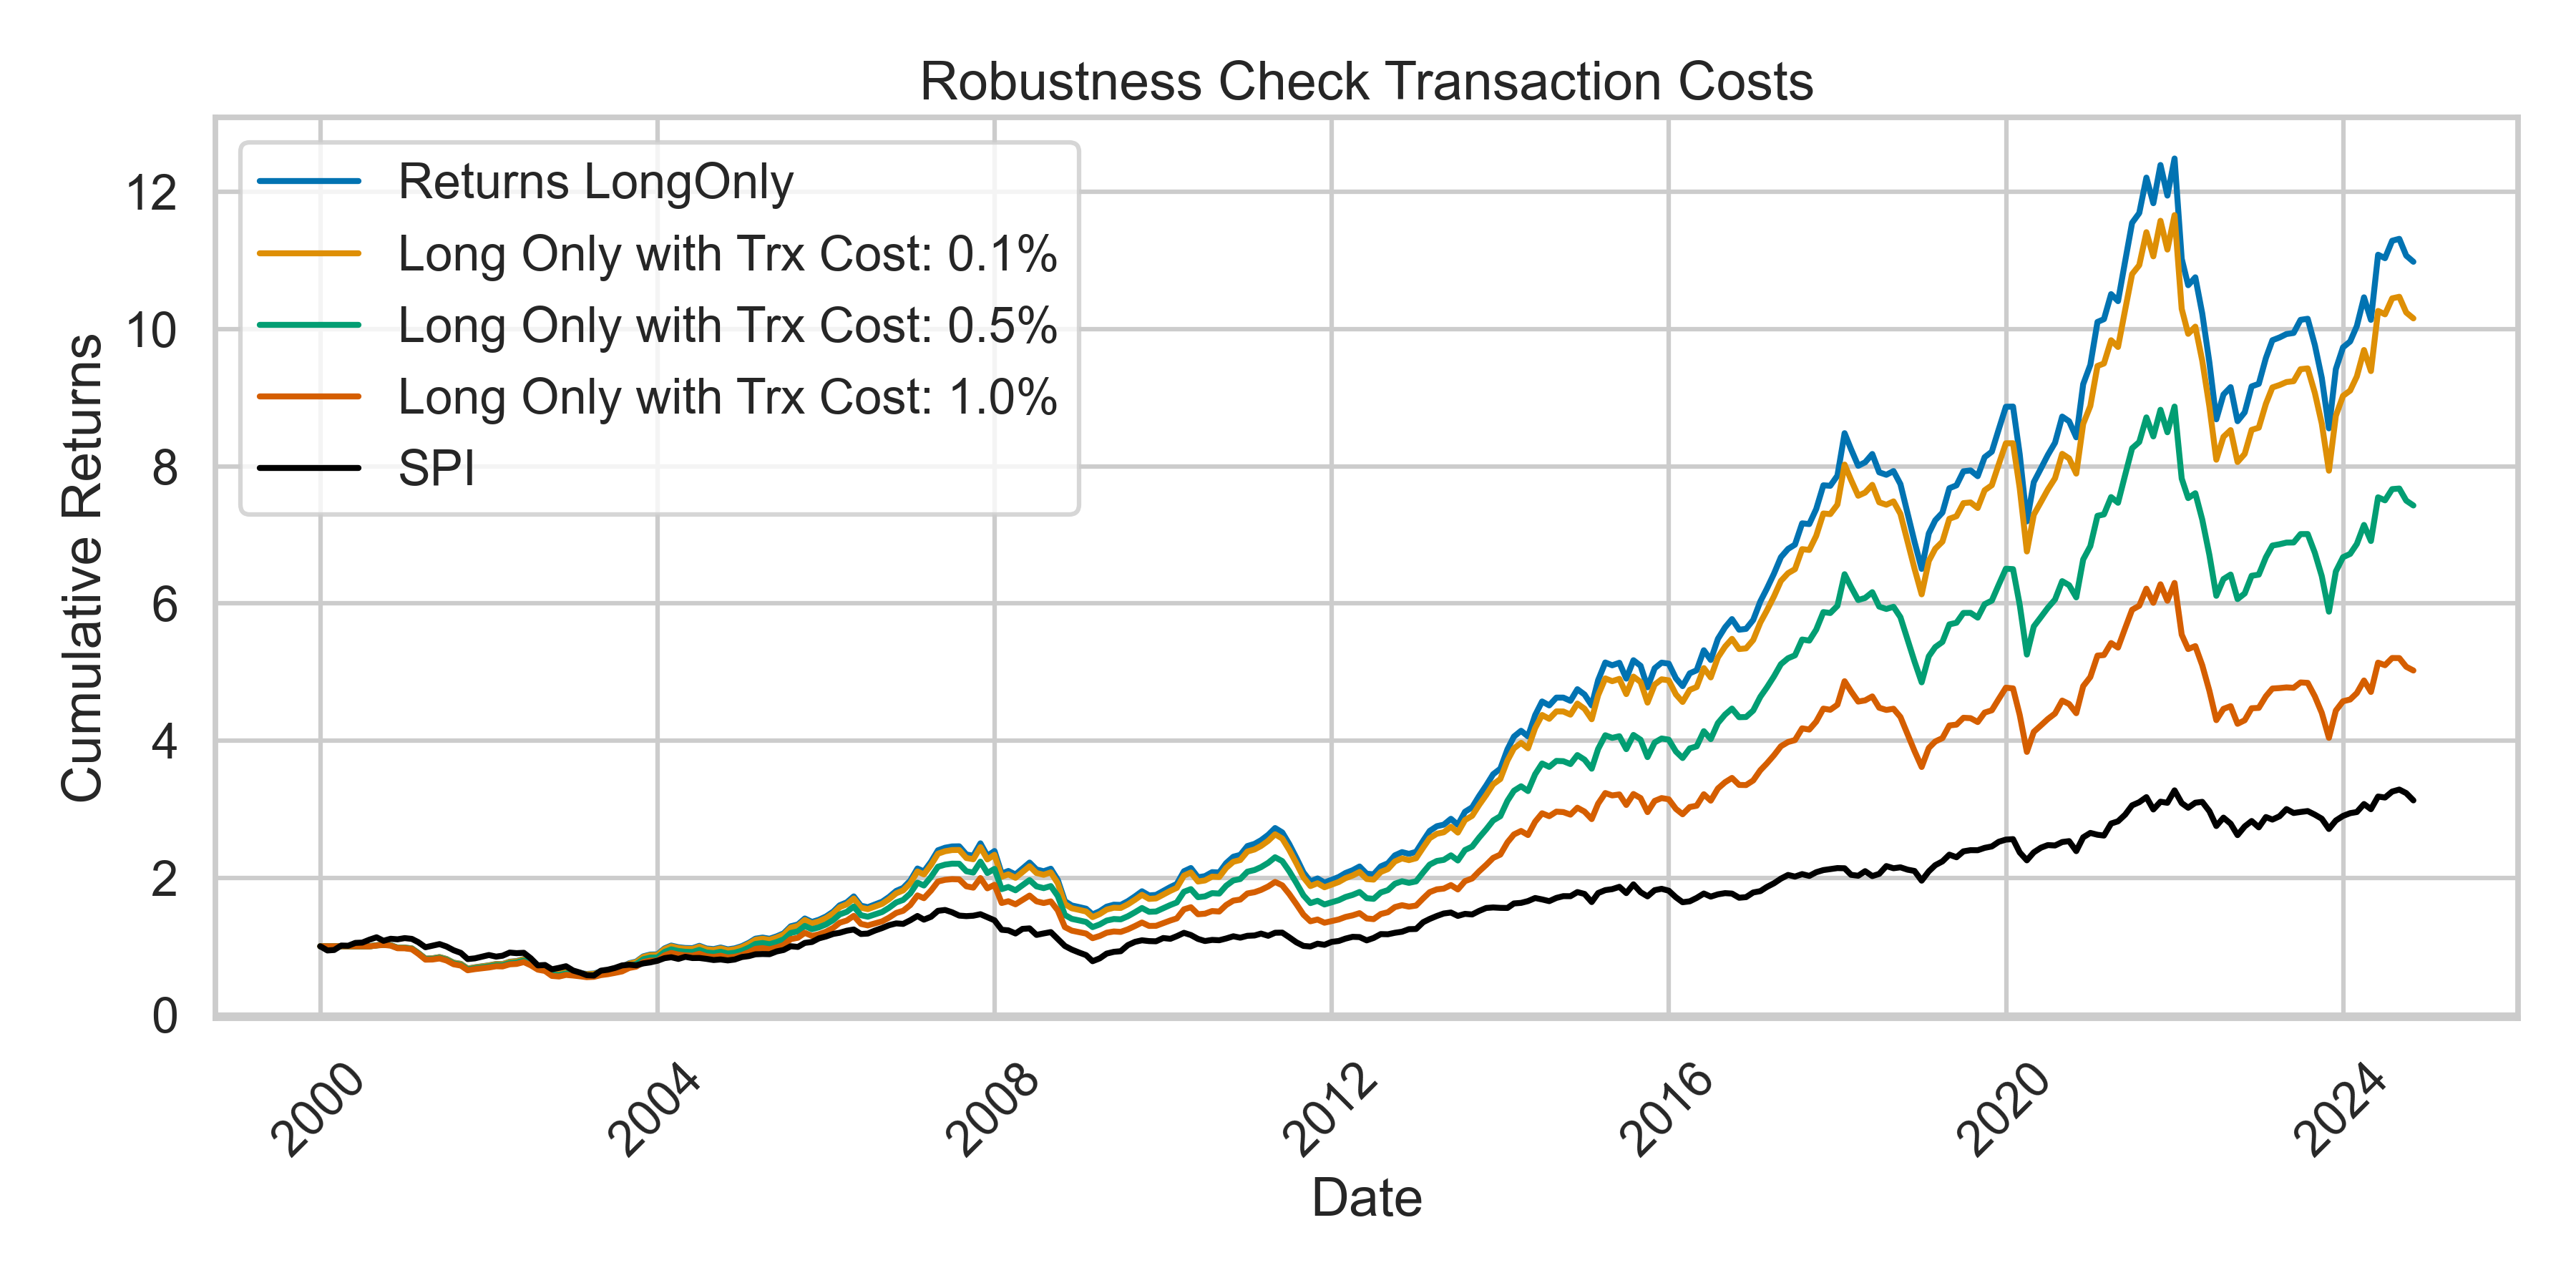 Robustness Check Transaction Costs
Cumulative Returns
12
10
8
6
4
2
0
Returns LongOnly
Long Only with Trx Cost: 0.1%
Long Only with Trx Cost: 0.5%
Long Only with Trx Cost: 1.0%
SPI
2000
2004
2008
2012
2016
2020
2024
Date